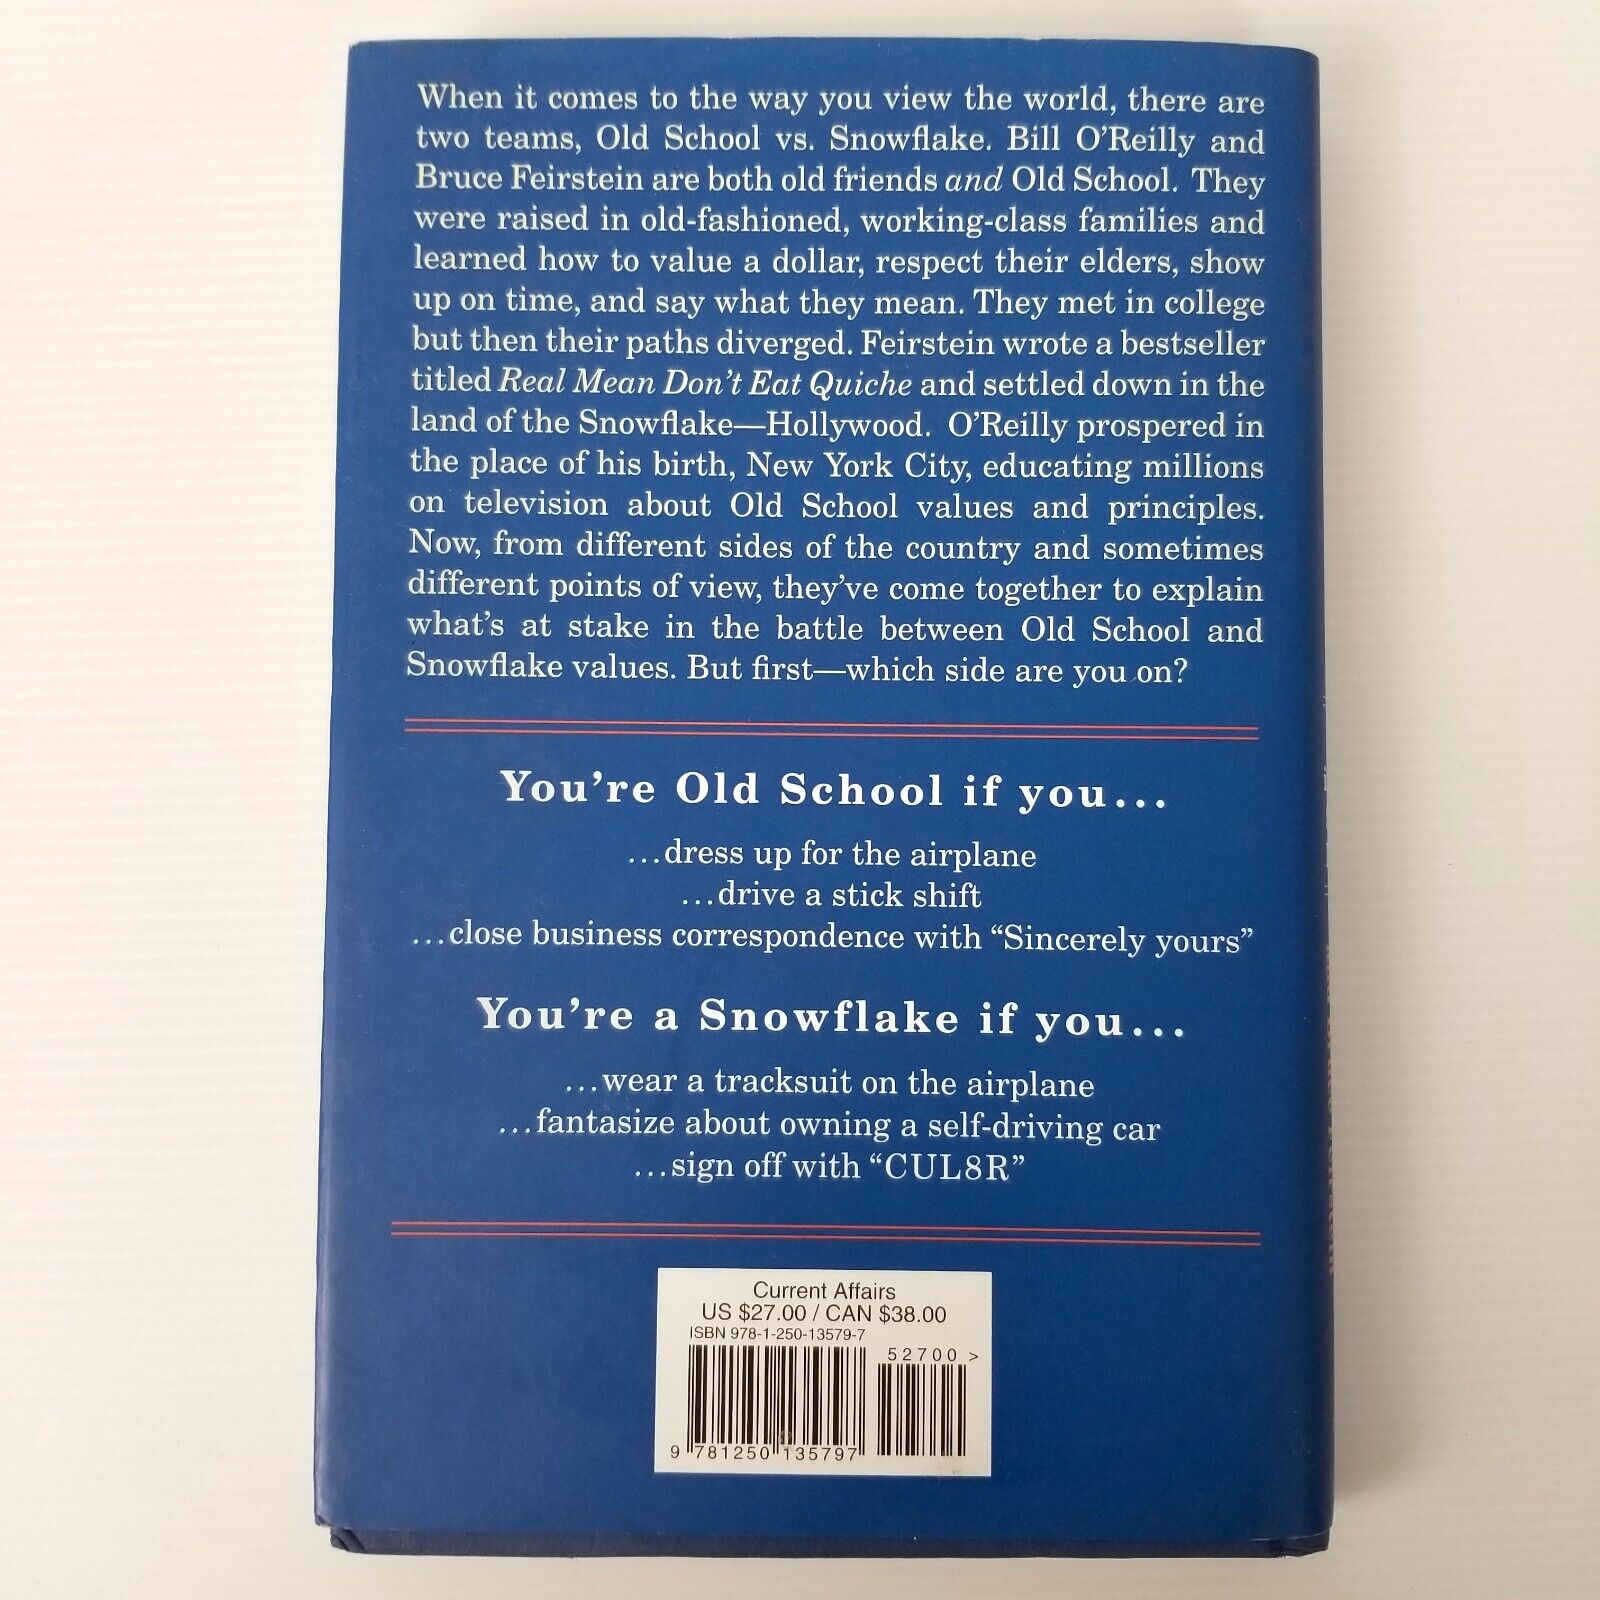 When it comes to the way you view the world, there are
two teams, Old School vs. Snowflake. Bill O'Reilly and
Bruce Feirstein are both old friends and Old School. They
were raised in old-fashioned, working-class families and
learned how to value a dollar, respect their elders, show
up on time, and say what they mean. They met in college
but then their paths diverged. Feirstein wrote a bestseller
titled Real Mean Don't Eat Quiche and settled down in the
land of the Snowflake—Hollywood. O'Reilly prospered in
the place of his birth, New York City, educating millions
on television about Old School values and principles.
Now, from different sides of the country and sometimes
different points of view, they've come together to explain
what's at stake in the battle between Old School and
Snowflake values. But first—which side are you on?
You're Old School if you...
...dress up for the airplane
...drive a stick shift
...close business correspondence with “Sincerely yours”
You're a Snowflake if you...
...wear a tracksuit on the airplane
...fantasize about owning a self-driving car
...sign off with “CUL8R”
Current Affairs
US $27.00 / CAN $38.00
ISBN 978-1-250-13579-7
52700 >
9 781250 135797